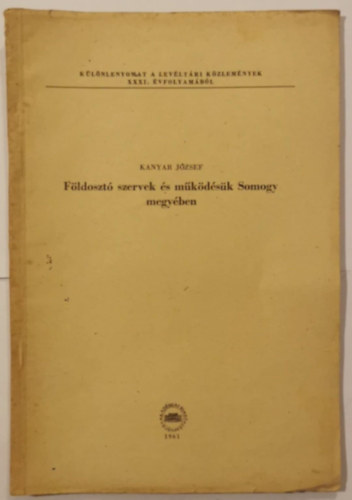 KÜLÖNLENYOMAT A LEVÉLTÁRI KÖZLEMÉNYEK
XXXI. ÉVFOLYAMÁBÓL
KANYAR JÓZSEF
Földosztó szervek és működésük Somogy
megyében
1961